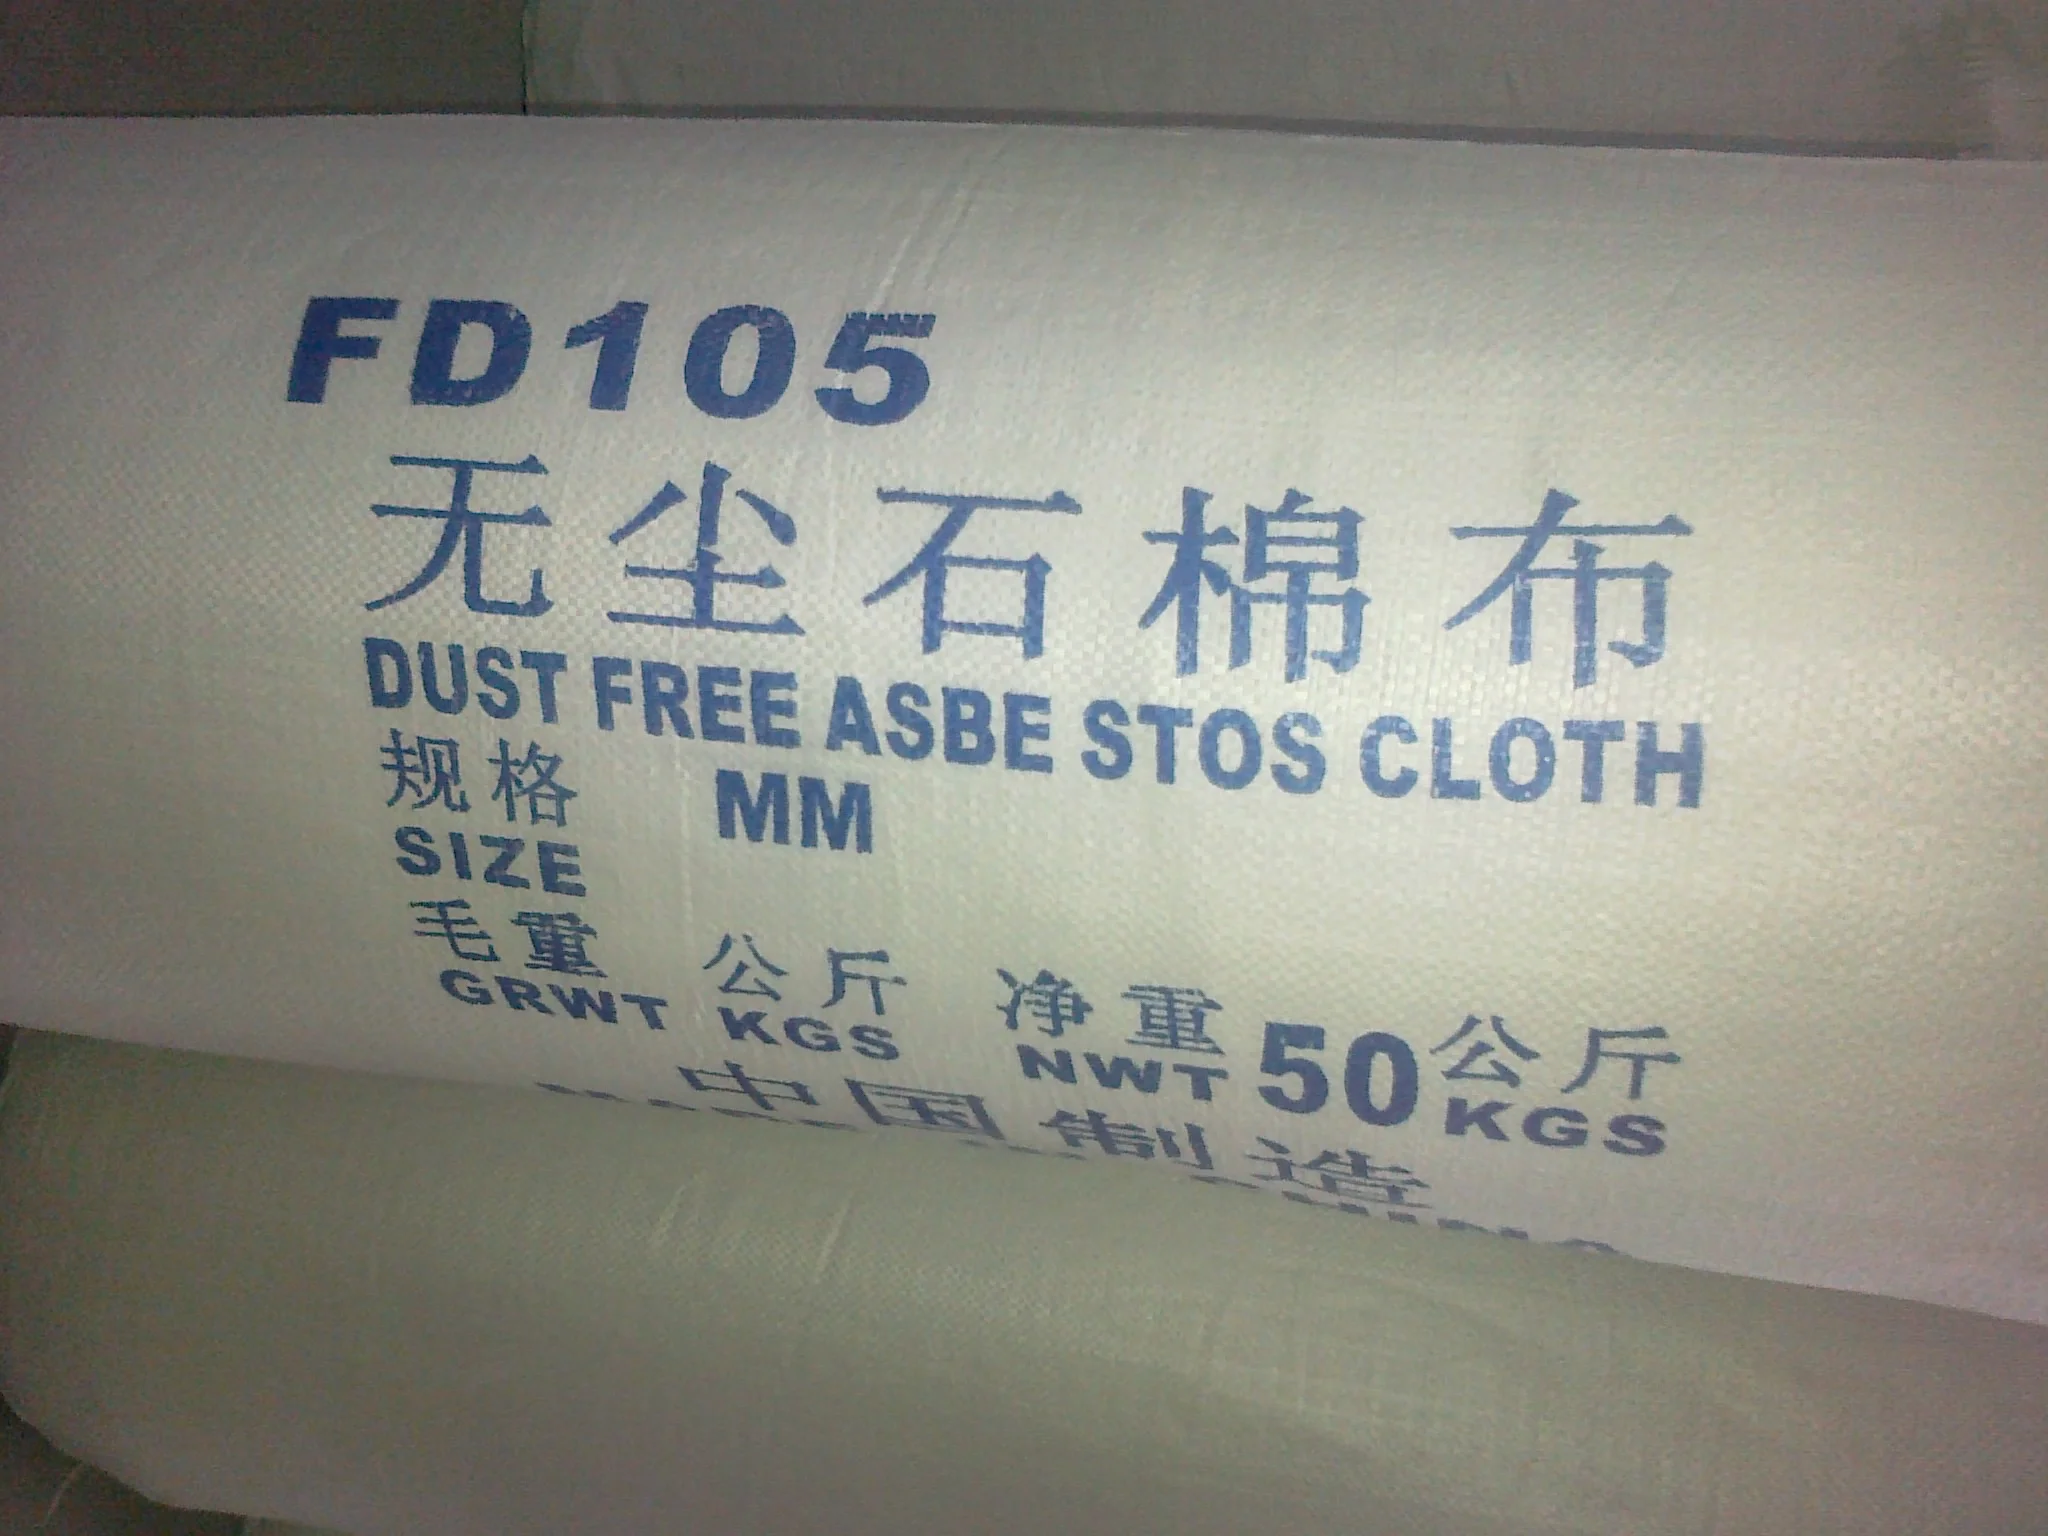 FD105
无尘石棉布
DUST FREE ASBE STOS CLOTH
规格 MM
SIZE
毛重 公斤 净重 50 公斤
GRWT KGS NWT KGS
中国制造